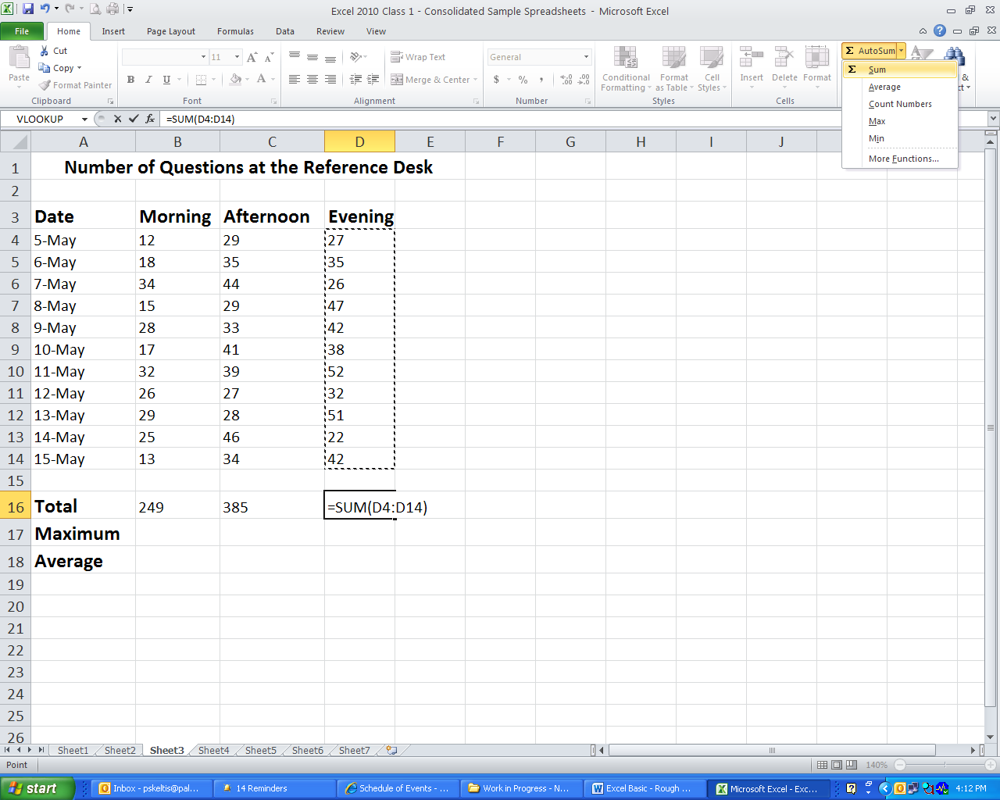 Excel 2010 Class 1 - Consolidated Sample Spreadsheets - Microsoft Excel
File Home Insert Page Layout Formulas Data Review View
Paste Cut Copy Format Painter
11 A A
B I U A
Wrap Text
Merge & Center
General
$ % , .00 .0
Conditional Formatting Format as Table Cell Styles
Insert Delete Format
Σ AutoSum
Clipboard Font Alignment Number Styles Cells
Σ Sum
Average
Count Numbers
Max
Min
More Functions...
VLOOKUP fx =SUM(D4:D14)
A B C D E F G H I J
1 Number of Questions at the Reference Desk
2
3 Date Morning Afternoon Evening
4 5-May 12 29 27
5 6-May 18 35 35
6 7-May 34 44 26
7 8-May 15 29 47
8 9-May 28 33 42
9 10-May 17 41 38
10 11-May 32 39 52
11 12-May 26 27 32
12 13-May 29 28 51
13 14-May 25 46 22
14 15-May 13 34 42
15
16 Total 249 385 =SUM(D4:D14)
17 Maximum
18 Average
19
20
21
22
23
24
25
26
Sheet1 Sheet2 Sheet3 Sheet4 Sheet5 Sheet6 Sheet7
Point 140%
start Inbox - pskeltis@pal... 14 Reminders Schedule of Events - ... Work in Progress - N... Excel Basic - Rough ... Microsoft Excel - Exc... 4:12 PM